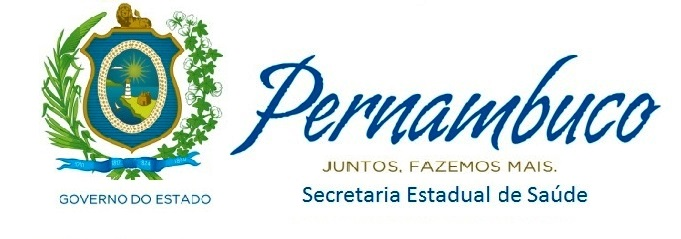 Pernambuco
JUNTOS, FAZEMOS MAIS.
Secretaria Estadual de Saúde
GOVERNO DO ESTADO